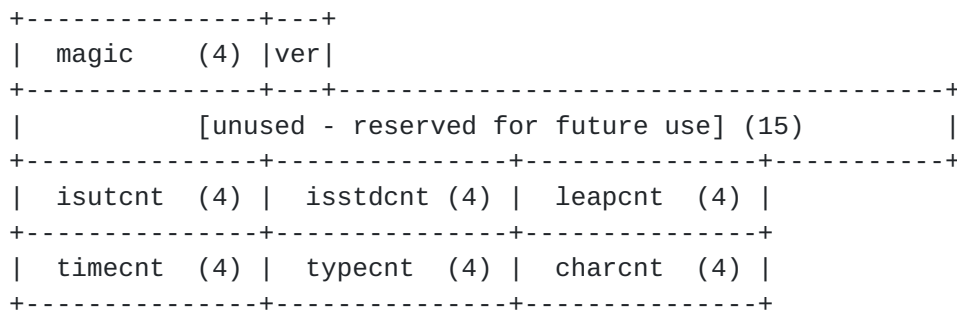 +---------------+---+
|  magic    (4) |ver|
+---------------+---+---------------------------------------+
|           [unused - reserved for future use] (15)         |
+---------------+---------------+---------------+-----------+
|  isutcnt  (4) |  isstdcnt (4) |  leapcnt  (4) |
+---------------+---------------+---------------+
|  timecnt  (4) |  typecnt  (4) |  charcnt  (4) |
+---------------+---------------+---------------+